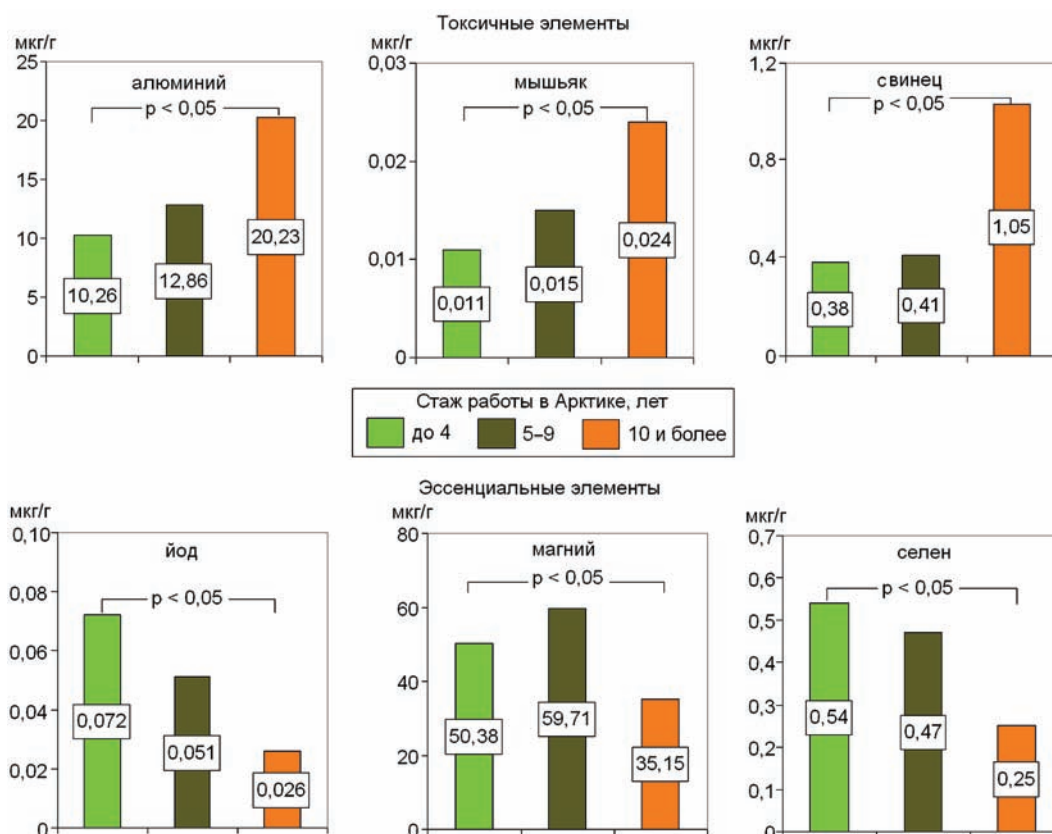 Токсичные элементы
мкг/г
алюминий
p < 0,05
25
20
15
10
5
0
10,26
12,86
20,23
мкг/г
мышьяк
p < 0,05
0,03
0,02
0,01
0
0,011
0,015
0,024
мкг/г
свинец
p < 0,05
1,2
0,8
0,4
0
0,38
0,41
1,05
Стаж работы в Арктике, лет
до 4 5–9 10 и более
Эссенциальные элементы
мкг/г
йод
p < 0,05
0,10
0,08
0,06
0,04
0,02
0
0,072
0,051
0,026
мкг/г
магний
p < 0,05
80
60
40
20
0
50,38
59,71
35,15
мкг/г
селен
p < 0,05
0,7
0,6
0,5
0,4
0,3
0,2
0,1
0
0,54
0,47
0,25